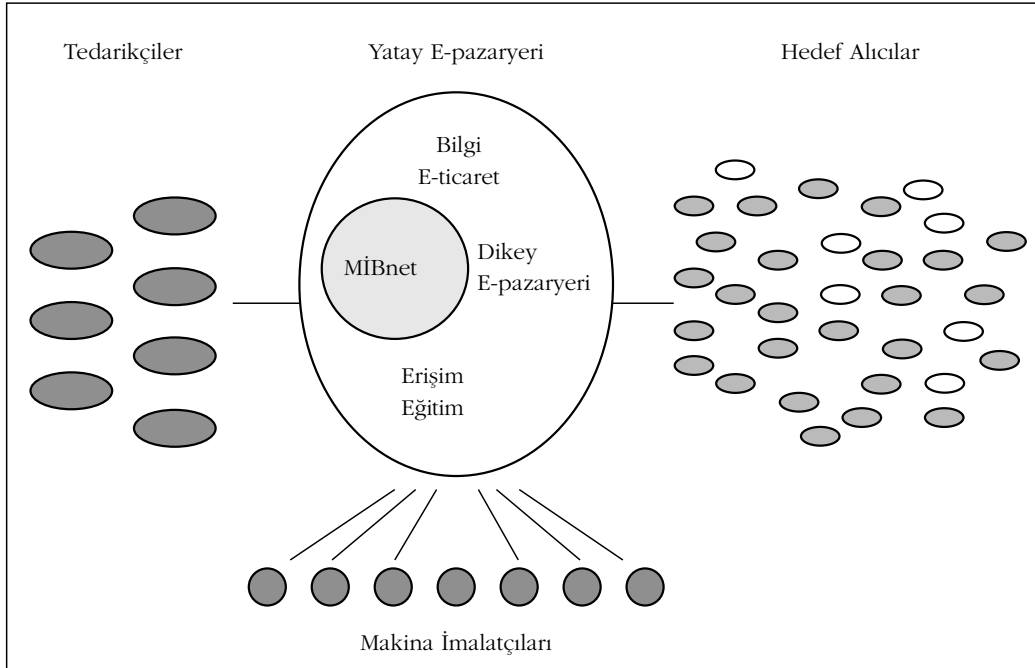 Tedarikçiler
Yatay E-pazaryeri
Hedef Alıcılar
Bilgi
E-ticaret
MİBnet
Dikey
E-pazaryeri
Erişim
Eğitim
Makina İmalatçıları